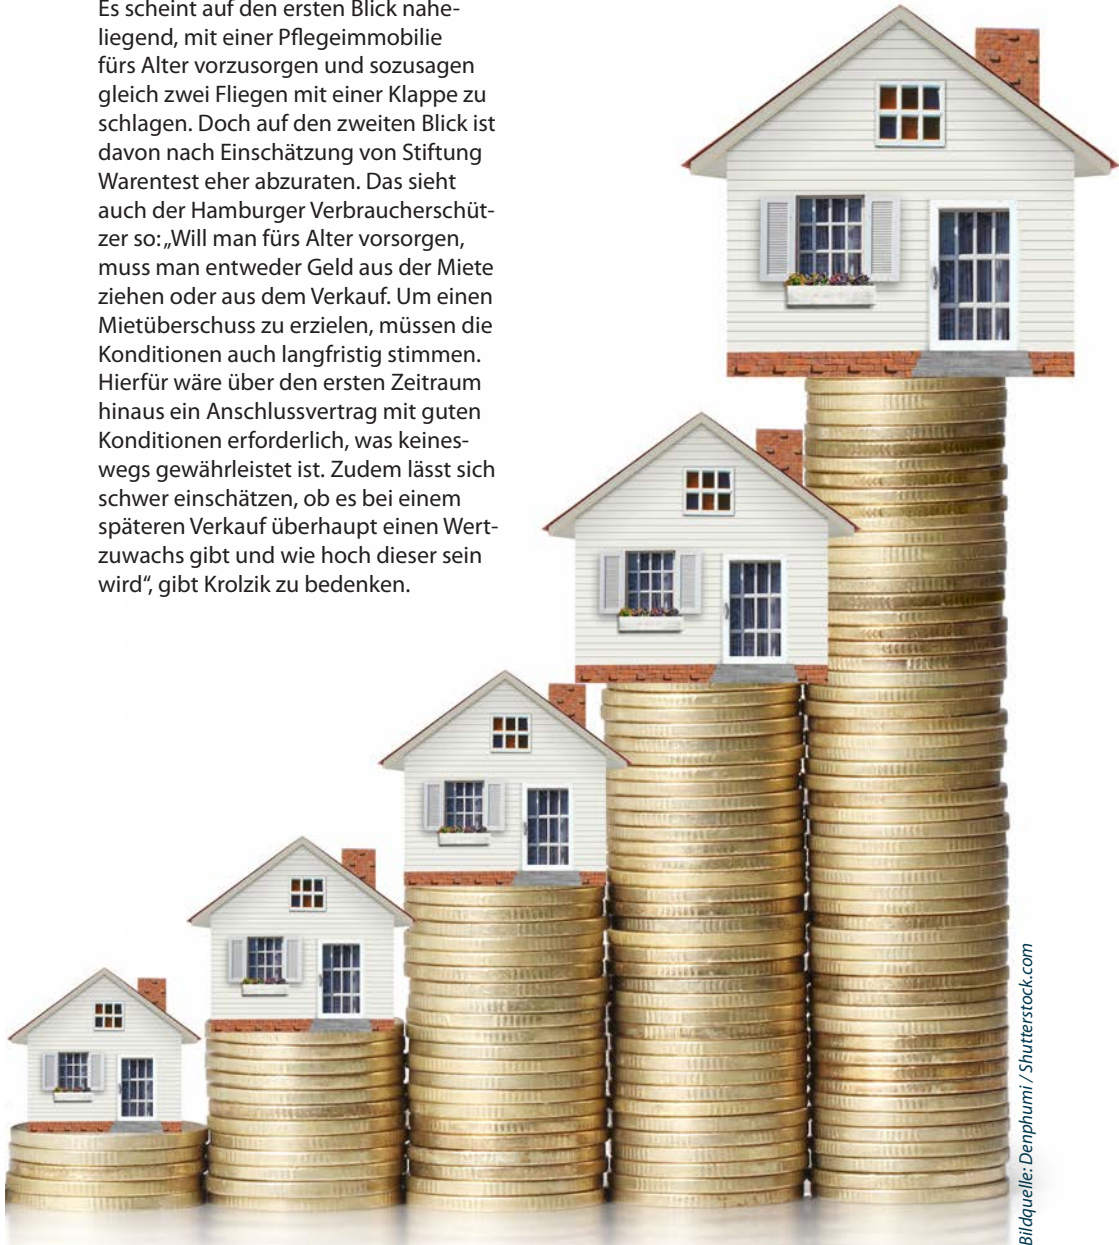 Es scheint auf den ersten Blick nahe-
liegend, mit einer Pflegeimmobilie
fürs Alter vorzusorgen und sozusagen
gleich zwei Fliegen mit einer Klappe zu
schlagen. Doch auf den zweiten Blick ist
davon nach Einschätzung von Stiftung
Warentest eher abzuraten. Das sieht
auch der Hamburger Verbraucherschüt-
zer so: „Will man fürs Alter vorsorgen,
muss man entweder Geld aus der Miete
ziehen oder aus dem Verkauf. Um einen
Mietüberschuss zu erzielen, müssen die
Konditionen auch langfristig stimmen.
Hierfür wäre über den ersten Zeitraum
hinaus ein Anschlussvertrag mit guten
Konditionen erforderlich, was keines-
wegs gewährleistet ist. Zudem lässt sich
schwer einschätzen, ob es bei einem
späteren Verkauf überhaupt einen Wert-
zuwachs gibt und wie hoch dieser sein
wird“, gibt Krolzik zu bedenken.
Bildquelle: Denphumi / Shutterstock.com